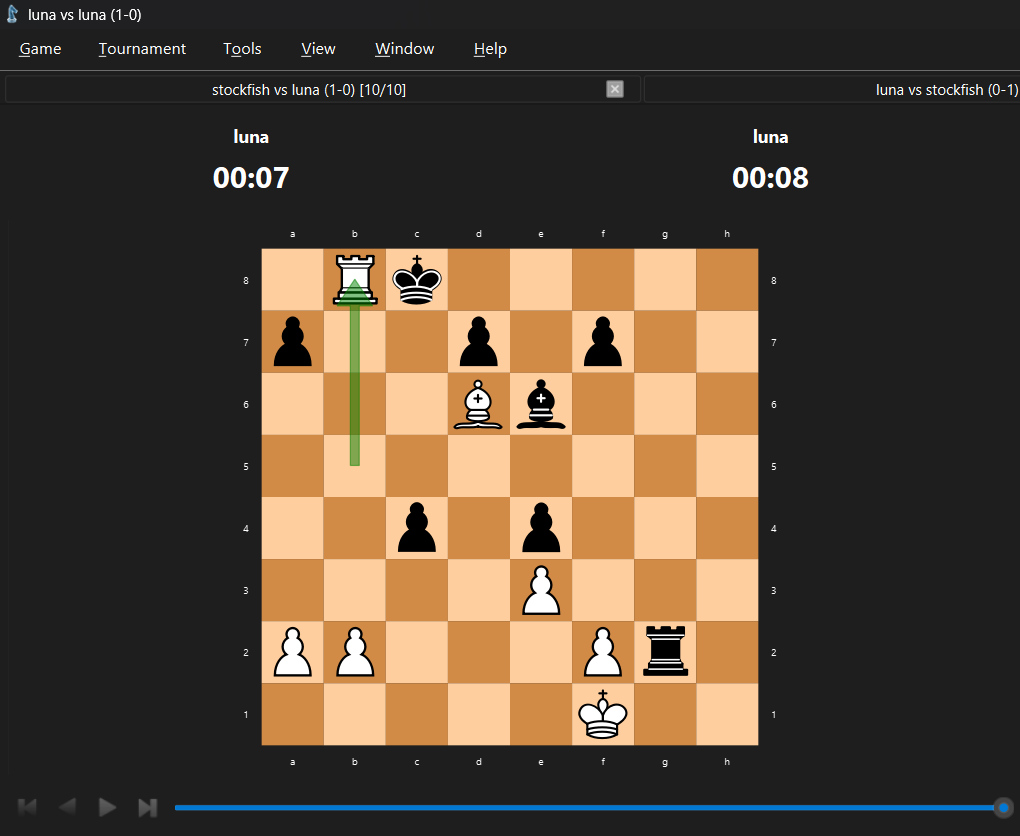 luna vs luna (1-0)
Game Tournament Tools View Window Help
stockfish vs luna (1-0) [10/10] luna vs stockfish (0-1)
luna luna
00:07 00:08
a b c d e f g h
8 8
7 7
6 6
5 5
4 4
3 3
2 2
1 1
a b c d e f g h